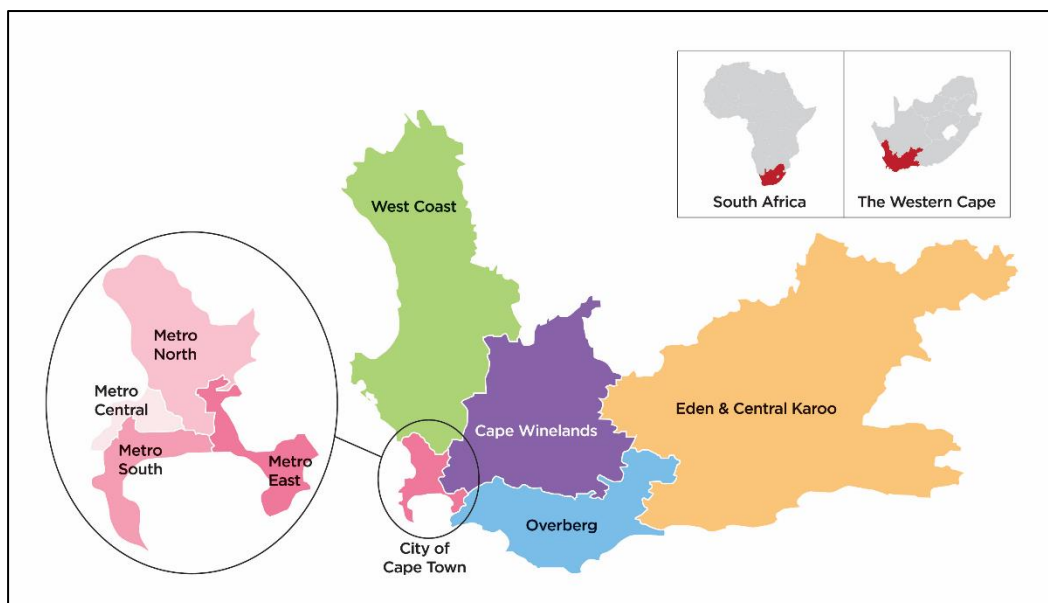 South Africa
The Western Cape
West Coast
Metro
North
Metro
Central
Metro
South
Metro
East
Cape Winelands
Eden & Central Karoo
Overberg
City of
Cape Town